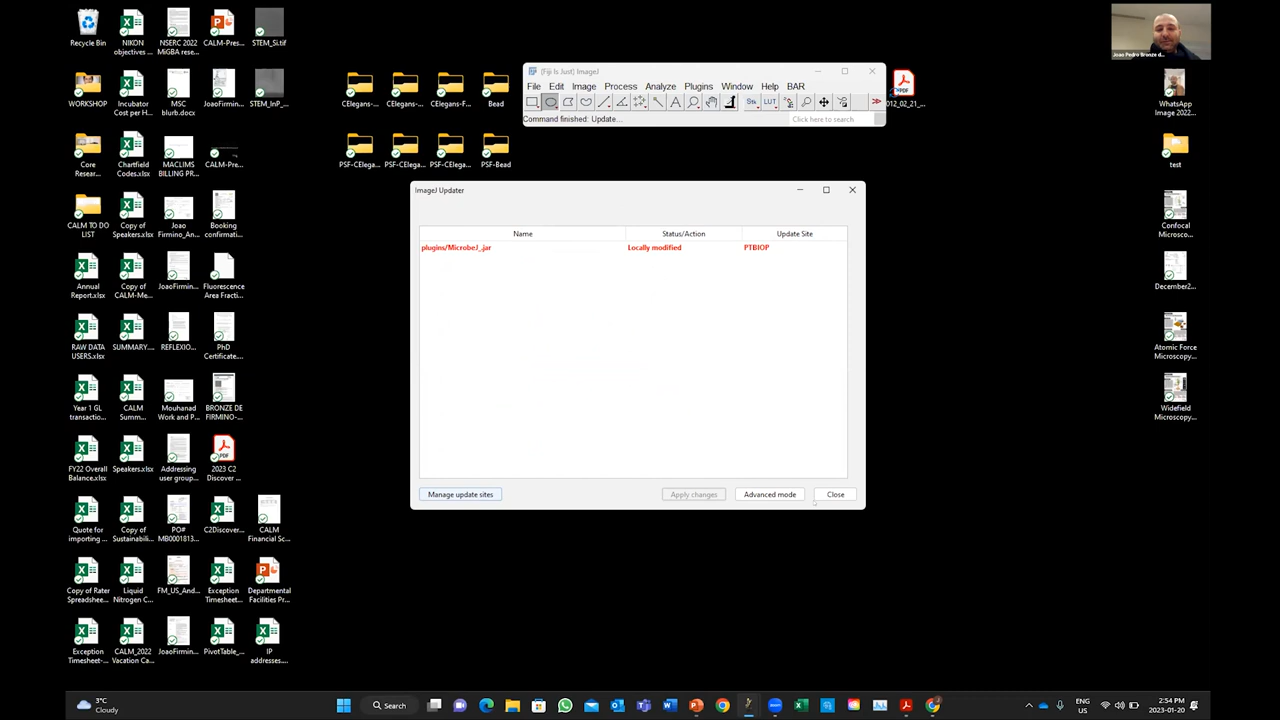 Recycle Bin
NIKON
objectives ...
NSERC 2022
MiGBA rese...
CALM-Pres...
STEM_Si.tif
WORKSHOP
Incubator
Cost per H...
MSC
blurb.docx
JoaoFirmin...
STEM_InP_...
Core
Resear...
Chartfield
Codes.xlsx
MACLIMS
BILLING PR...
CALM-Pre...
CALM TO DO
LIST
Copy of
Speakers.xlsx
Joao
Firmino_An...
Booking
confirmati...
Annual
Report.xlsx
Copy of
CALM-Me...
JoaoFirmin...
Fluorescence
Area Fracti...
RAW DATA
USERS.xlsx
SUMMARY....
REFLEXIO...
PhD
Certificate....
Year 1 GL
transactio...
CALM
Summ...
Mouhanad
Work and P...
BRONZE DE
FIRMINO-...
FY22 Overall
Balance.xlsx
Speakers.xlsx
Addressing
user group...
2023 C2
Discover ...
Quote for
importing ...
Copy of
Sustainabili...
PO#
MB0001813...
C2Discover...
CALM
Financial Sc...
Copy of Rater
Spreadshee...
Liquid
Nitrogen C...
FM_US_And...
Exception
Timesheet...
Departmental
Facilities Pr...
Exception
Timesheet-...
CALM_2022
Vacation Ca...
JoaoFirmin...
PivotTable_...
IP
addresses....
CElegans-...
CElegans-...
CElegans-F...
Bead
PSF-CElega...
PSF-CElega...
PSF-CElega...
PSF-Bead
(Fiji Is Just) ImageJ
File Edit Image Process Analyze Plugins Window Help BAR
Stk LUT
Command finished: Update...
Click here to search
012_02_21_...
ImageJ Updater
Name Status/Action Update Site
plugins/MicrobeJ_.jar Locally modified PTBIOP
Manage update sites Apply changes Advanced mode Close
Joao Pedro Bronze d...
WhatsApp
Image 2022...
test
Confocal
Microsco...
December2...
Atomic Force
Microscopy...
Widefield
Microscopy...
3°C
Cloudy
Search
ENG
US
2:54 PM
2023-01-20